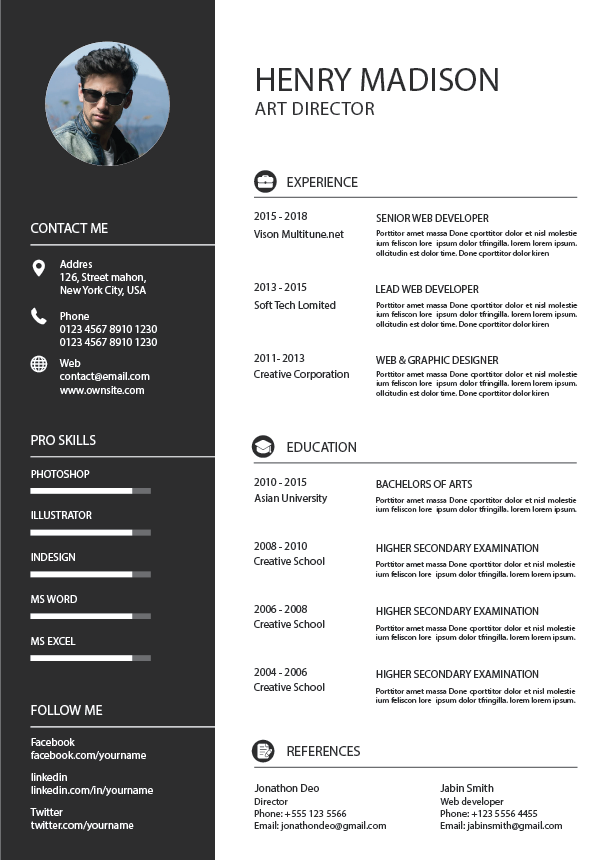 HENRY MADISON
ART DIRECTOR
CONTACT ME
Addres
126, Street mahon,
New York City, USA
Phone
0123 4567 8910 1230
0123 4567 8910 1230
Web
contact@email.com
www.ownsite.com
PRO SKILLS
PHOTOSHOP
ILLUSTRATOR
INDESIGN
MS WORD
MS EXCEL
FOLLOW ME
Facebook
facebook.com/yourname
linkedin
linkedin.com/in/yourname
Twitter
twitter.com/yourname
EXPERIENCE
2015 - 2018
Vison Multitune.net
SENIOR WEB DEVELOPER
Porttitor amet massa Done cporttitor dolor et nisl molestie
ium feliscon lore ipsum dolor tfringilla. lorem lorem ipsum.
ollcitudin est dolor time. Done cporttitor dolor kiren
2013 - 2015
Soft Tech Lomited
LEAD WEB DEVELOPER
Porttitor amet massa Done cporttitor dolor et nisl molestie
ium feliscon lore ipsum dolor tfringilla. lorem lorem ipsum.
ollcitudin est dolor time. Done cporttitor dolor kiren
2011- 2013
Creative Corporation
WEB & GRAPHIC DESIGNER
Porttitor amet massa Done cporttitor dolor et nisl molestie
ium feliscon lore ipsum dolor tfringilla. lorem lorem ipsum.
ollcitudin est dolor time. Done cporttitor dolor kiren
EDUCATION
2010 - 2015
Asian University
BACHELORS OF ARTS
Porttitor amet massa Done cporttitor dolor et nisl molestie
ium feliscon lore ipsum dolor tfringilla. lorem lorem ipsum.
2008 - 2010
Creative School
HIGHER SECONDARY EXAMINATION
Porttitor amet massa Done cporttitor dolor et nisl molestie
ium feliscon lore ipsum dolor tfringilla. lorem lorem ipsum.
2006 - 2008
Creative School
HIGHER SECONDARY EXAMINATION
Porttitor amet massa Done cporttitor dolor et nisl molestie
ium feliscon lore ipsum dolor tfringilla. lorem lorem ipsum.
2004 - 2006
Creative School
HIGHER SECONDARY EXAMINATION
Porttitor amet massa Done cporttitor dolor et nisl molestie
ium feliscon lore ipsum dolor tfringilla. lorem lorem ipsum.
REFERENCES
Jonathon Deo
Director
Phone: +555 123 5566
Email: jonathondeo@gmail.com
Jabin Smith
Web developer
Phone: +123 5556 4455
Email: jabinsmith@gmail.com